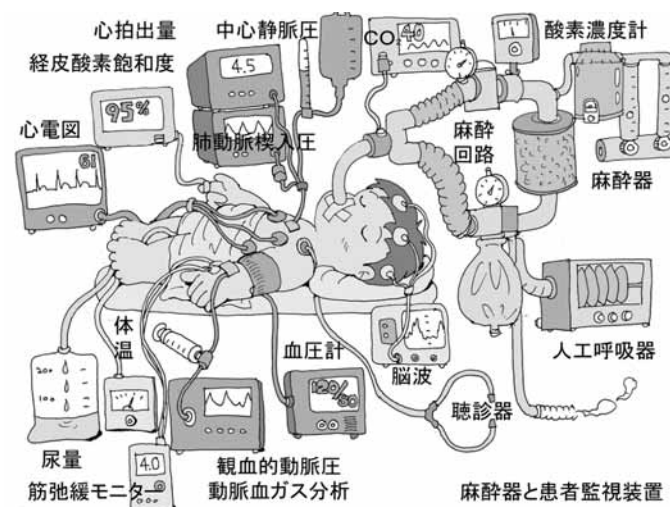 心拍出量
中心静脈圧
CO₂
40
酸素濃度計
経皮酸素飽和度
4.5
95%
心電図
肺動脈楔入圧
麻酔
回路
61
麻酔器
体
温
血圧計
脳波
人工呼吸器
200
100
120/60
聴診器
尿量
4.0
観血的動脈圧
筋弛緩モニター
動脈血ガス分析
麻酔器と患者監視装置